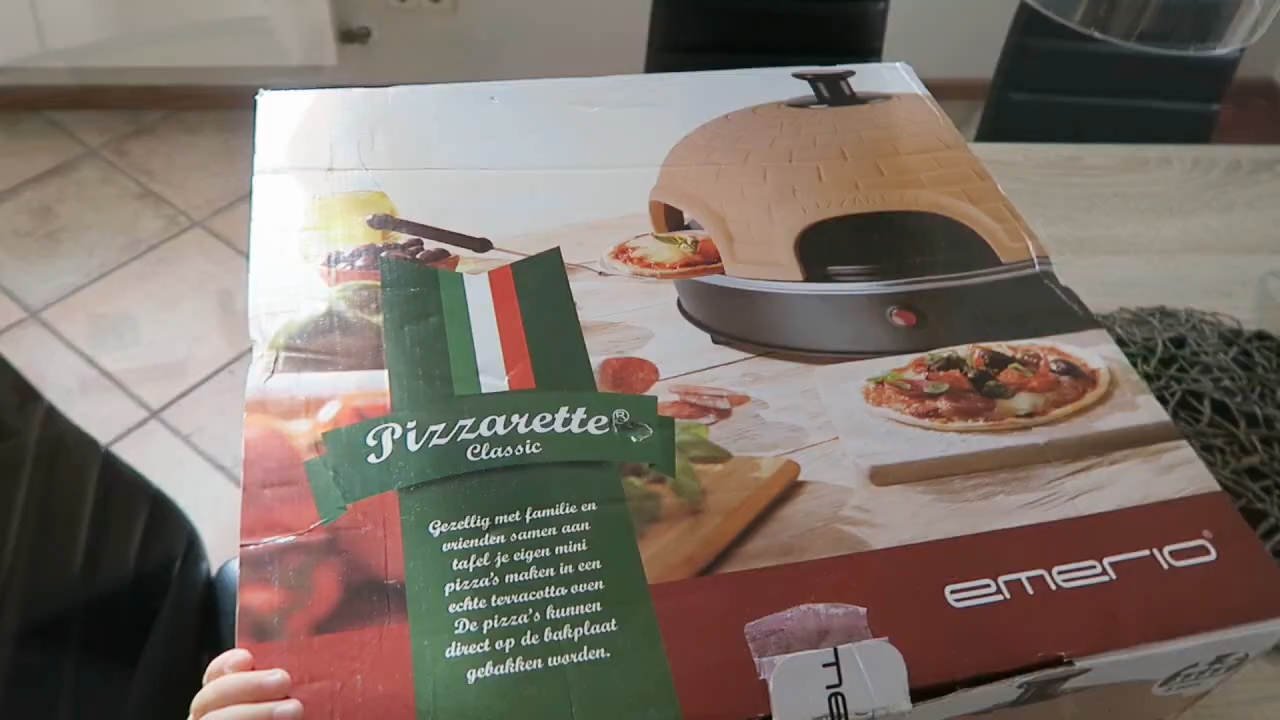 Pizzarette®
Classic
Gezellig met familie en
vrienden samen aan
tafel je eigen mini
pizza's maken in een
echte terracotta oven
De pizza's kunnen
direct op de bakplaat
gebakken worden.
emerio®